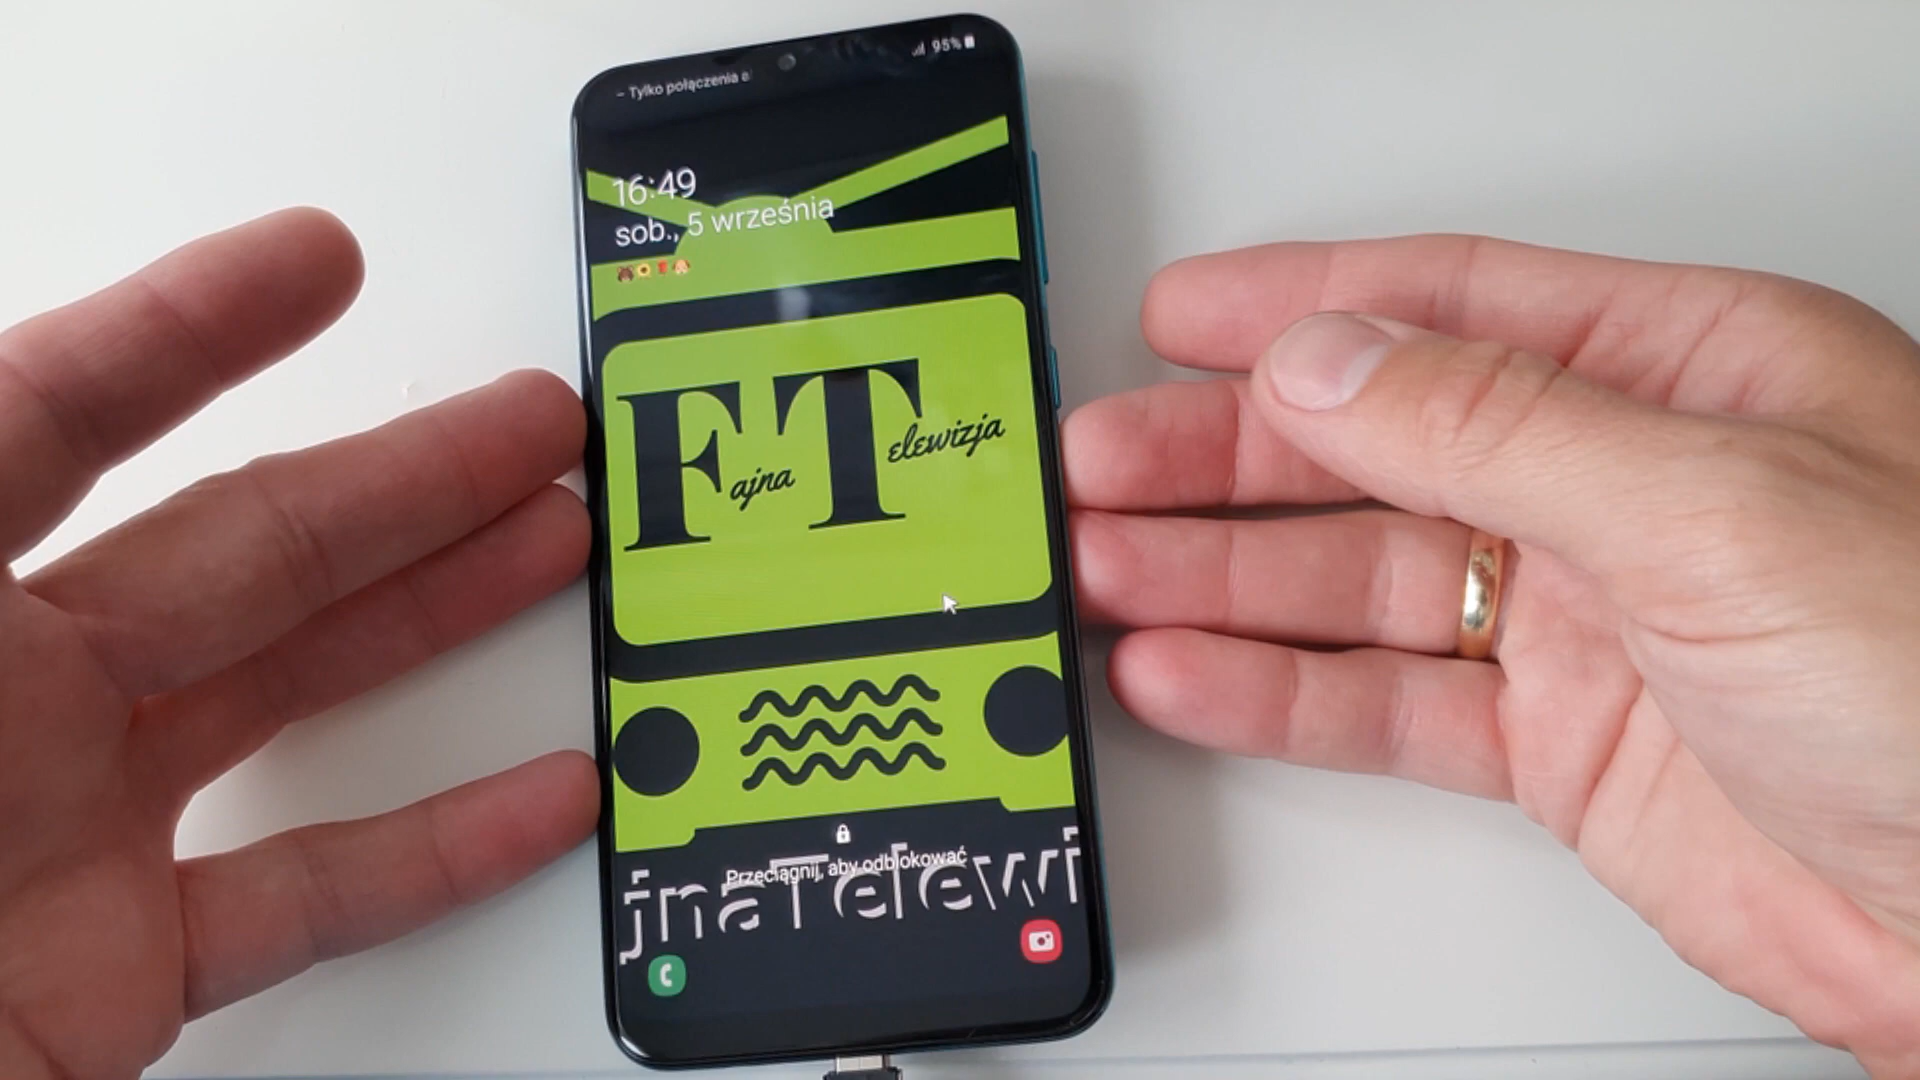 – Tylko połączenia a
95%
16:49
sob., 5 września
F ajna T elewizja
Przeciągnij, aby odblokować
jnaTelewi